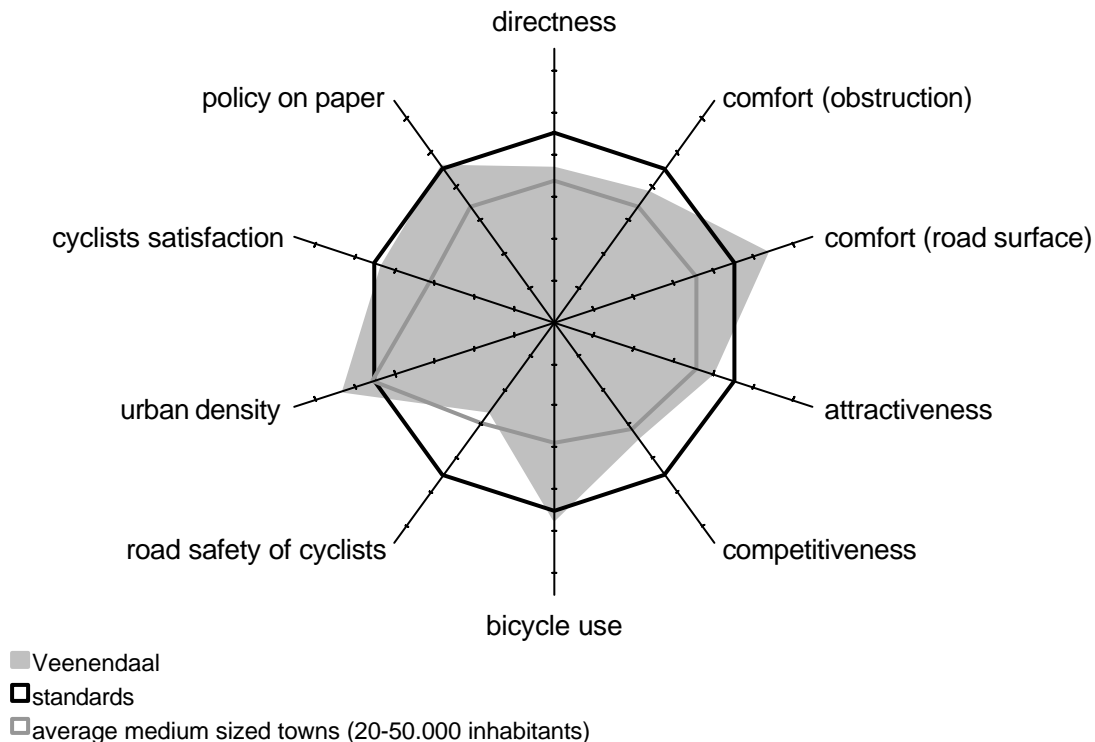 directness
policy on paper
comfort (obstruction)
cyclists satisfaction
comfort (road surface)
urban density
attractiveness
road safety of cyclists
competitiveness
bicycle use
Veenendaal
standards
average medium sized towns (20-50.000 inhabitants)